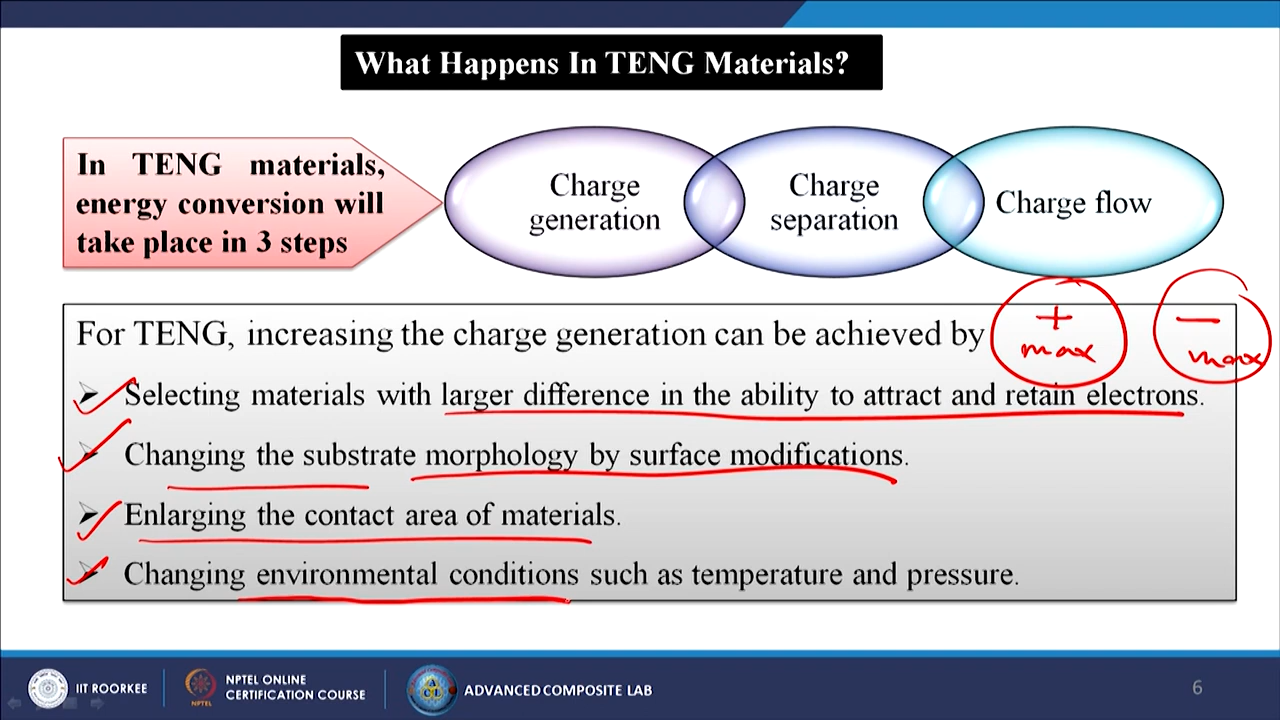 What Happens In TENG Materials?
In TENG materials,
energy conversion will
take place in 3 steps
Charge
generation
Charge
separation
Charge flow
For TENG, increasing the charge generation can be achieved by
+
max
−
max
Selecting materials with larger difference in the ability to attract and retain electrons.
Changing the substrate morphology by surface modifications.
Enlarging the contact area of materials.
Changing environmental conditions such as temperature and pressure.
IIT ROORKEE
NPTEL
NPTEL ONLINE
CERTIFICATION COURSE
ACL
ADVANCED COMPOSITE LAB
6